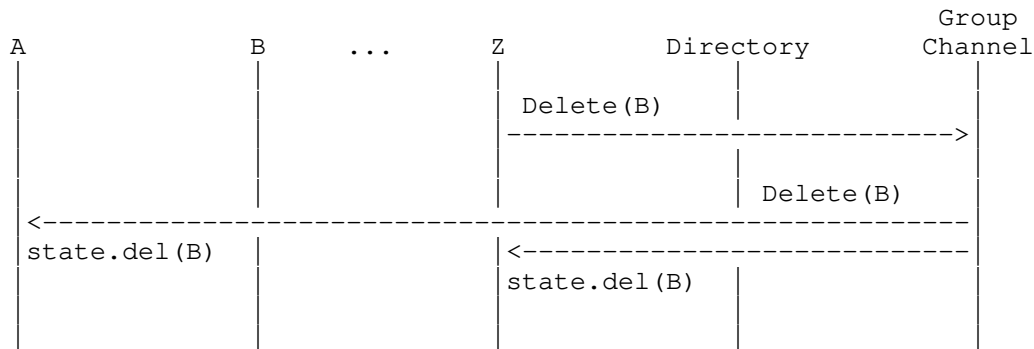 Group
A B ... Z Directory Channel
Delete(B)
Delete(B)
state.del(B)
state.del(B)